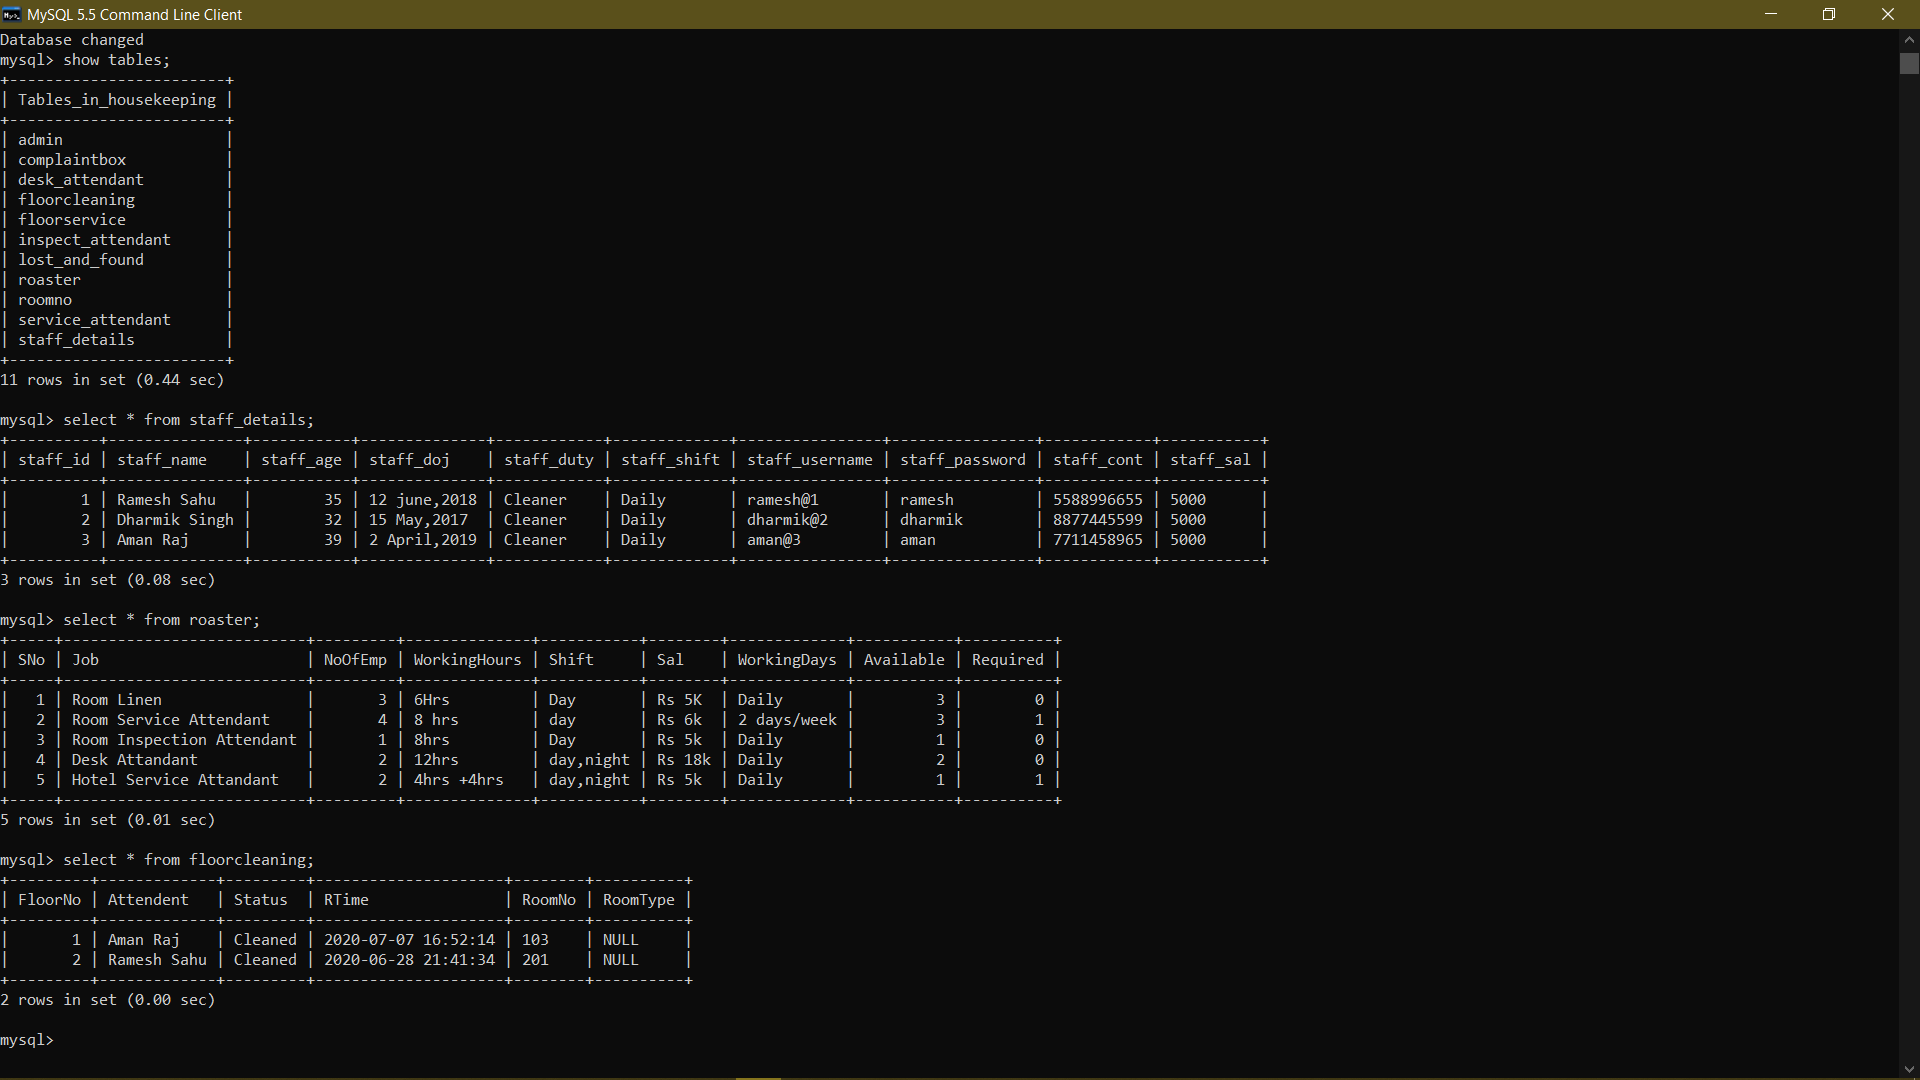 MySQL 5.5 Command Line Client
Database changed
mysql> show tables;
+------------------------+
| Tables_in_housekeeping |
+------------------------+
| admin                  |
| complaintbox           |
| desk_attendant         |
| floorcleaning          |
| floorservice           |
| inspect_attendant      |
| lost_and_found         |
| roaster                |
| roomno                 |
| service_attendant      |
| staff_details          |
+------------------------+
11 rows in set (0.44 sec)

mysql> select * from staff_details;
+----------+---------------+-----------+--------------+------------+-------------+----------------+----------------+------------+-----------+
| staff_id | staff_name    | staff_age | staff_doj    | staff_duty | staff_shift | staff_username | staff_password | staff_cont | staff_sal |
+----------+---------------+-----------+--------------+------------+-------------+----------------+----------------+------------+-----------+
|        1 | Ramesh Sahu   |        35 | 12 june,2018 | Cleaner    | Daily       | ramesh@1       | ramesh         | 5588996655 | 5000      |
|        2 | Dharmik Singh |        32 | 15 May,2017  | Cleaner    | Daily       | dharmik@2      | dharmik        | 8877445599 | 5000      |
|        3 | Aman Raj      |        39 | 2 April,2019 | Cleaner    | Daily       | aman@3         | aman           | 7711458965 | 5000      |
+----------+---------------+-----------+--------------+------------+-------------+----------------+----------------+------------+-----------+
3 rows in set (0.08 sec)

mysql> select * from roaster;
+-----+---------------------------+---------+--------------+-----------+--------+-------------+-----------+----------+
| SNo | Job                       | NoOfEmp | WorkingHours | Shift     | Sal    | WorkingDays | Available | Required |
+-----+---------------------------+---------+--------------+-----------+--------+-------------+-----------+----------+
|   1 | Room Linen                |       3 | 6Hrs         | Day       | Rs 5K  | Daily       |         3 |        0 |
|   2 | Room Service Attendant    |       4 | 8 hrs        | day       | Rs 6k  | 2 days/week |         3 |        1 |
|   3 | Room Inspection Attendant |       1 | 8hrs         | Day       | Rs 5k  | Daily       |         1 |        0 |
|   4 | Desk Attandant            |       2 | 12hrs        | day,night | Rs 18k | Daily       |         2 |        0 |
|   5 | Hotel Service Attandant   |       2 | 4hrs +4hrs   | day,night | Rs 5k  | Daily       |         1 |        1 |
+-----+---------------------------+---------+--------------+-----------+--------+-------------+-----------+----------+
5 rows in set (0.01 sec)

mysql> select * from floorcleaning;
+---------+-------------+---------+---------------------+--------+----------+
| FloorNo | Attendent   | Status  | RTime               | RoomNo | RoomType |
+---------+-------------+---------+---------------------+--------+----------+
|       1 | Aman Raj    | Cleaned | 2020-07-07 16:52:14 | 103    | NULL     |
|       2 | Ramesh Sahu | Cleaned | 2020-06-28 21:41:34 | 201    | NULL     |
+---------+-------------+---------+---------------------+--------+----------+
2 rows in set (0.00 sec)

mysql>